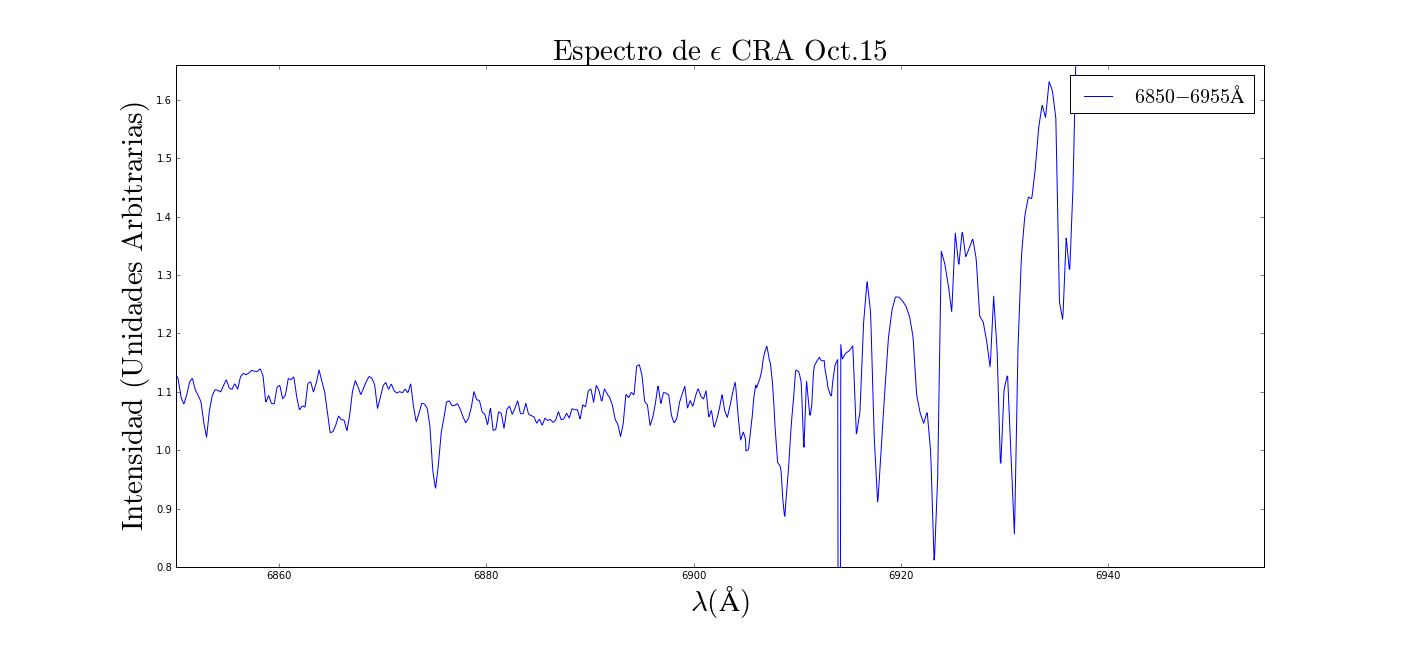 Espectro de ϵ CRA Oct.15
6850−6955Å
Intensidad (Unidades Arbitrarias)
1.6
1.5
1.4
1.3
1.2
1.1
1.0
0.9
0.8
6860 6880 6900 6920 6940
λ(Å)